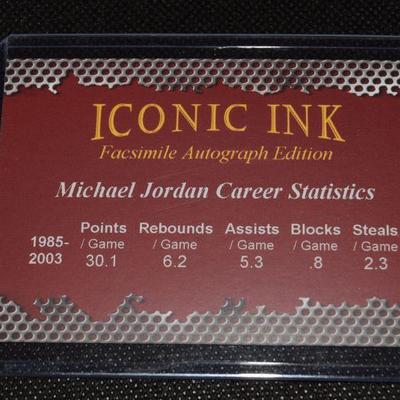 ICONIC INK
Facsimile Autograph Edition
Michael Jordan Career Statistics
Points Rebounds Assists Blocks Steals
/ Game / Game / Game / Game / Game
1985-
2003 30.1 6.2 5.3 .8 2.3